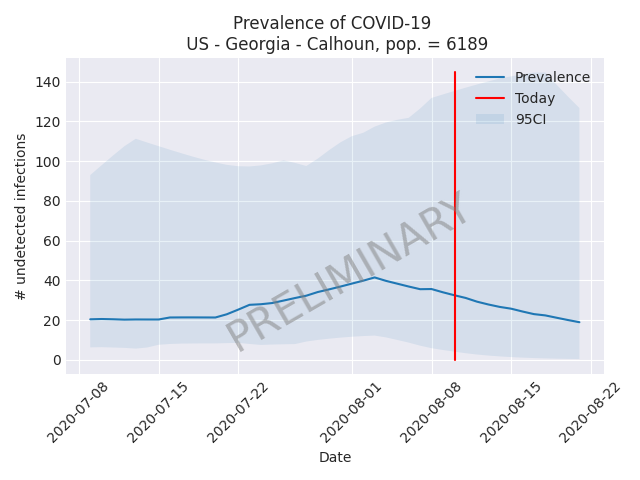 Prevalence of COVID-19
US - Georgia - Calhoun, pop. = 6189
140
120
100
80
60
40
20
0
# undetected infections
Prevalence
Today
95CI
PRELIMINARY
2020-07-08
2020-07-15
2020-07-22
2020-08-01
2020-08-08
2020-08-15
2020-08-22
Date